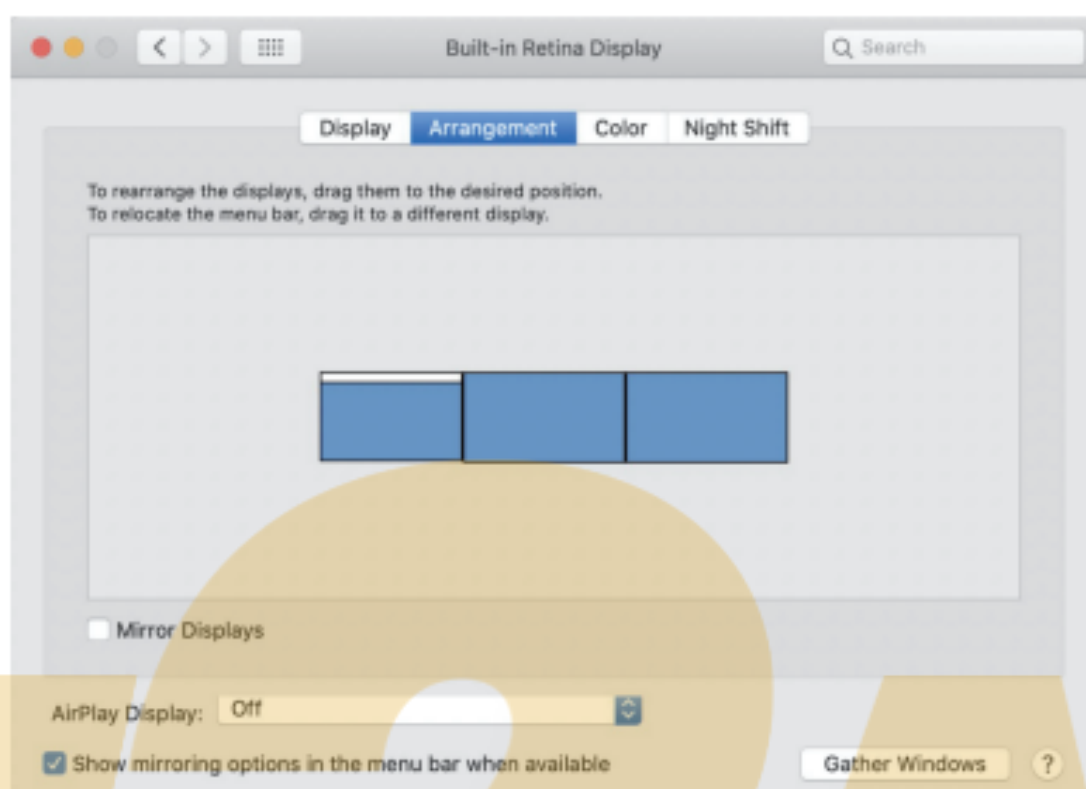 Built-in Retina Display
Search
Display Arrangement Color Night Shift
To rearrange the displays, drag them to the desired position.
To relocate the menu bar, drag it to a different display.
Mirror Displays
AirPlay Display: Off
Show mirroring options in the menu bar when available
Gather Windows ?